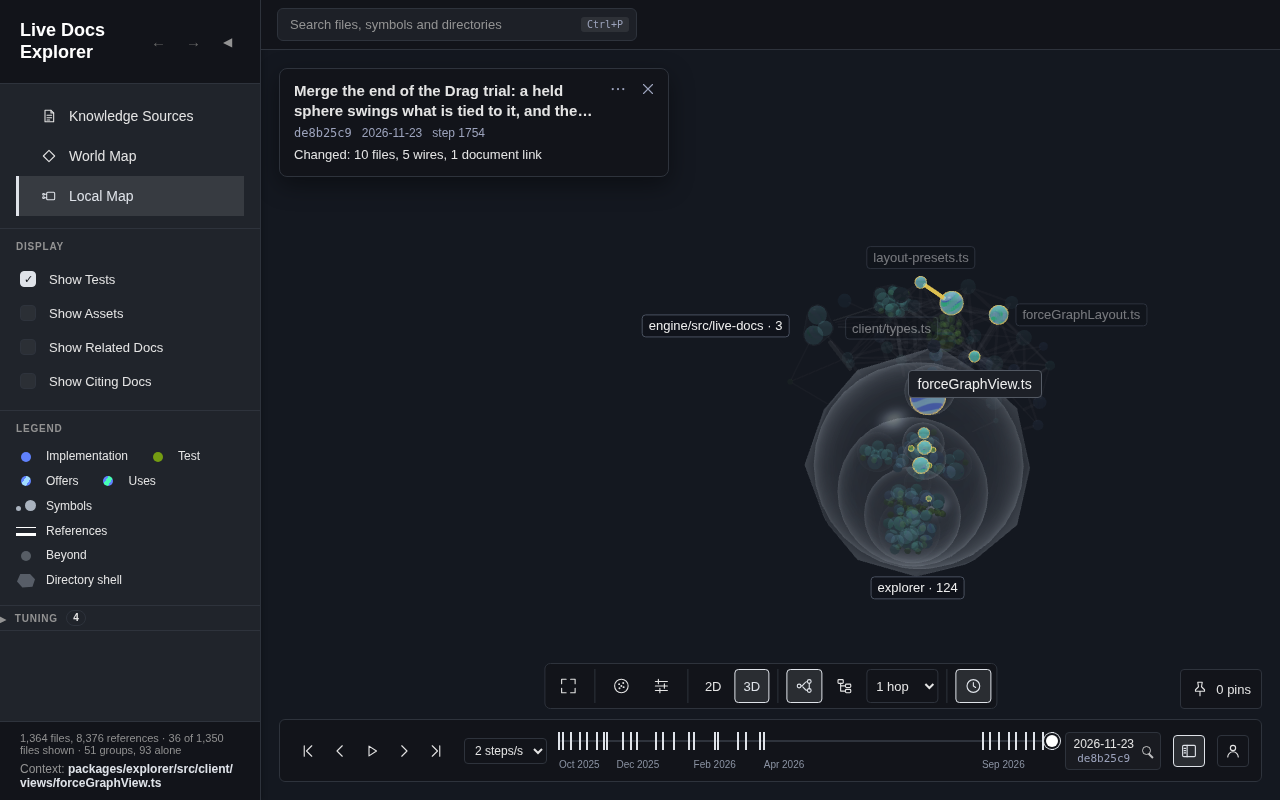 Live Docs
Explorer
← → ◀
Search files, symbols and directories
Ctrl+P
Knowledge Sources
World Map
Local Map
DISPLAY
Show Tests
Show Assets
Show Related Docs
Show Citing Docs
LEGEND
Implementation
Test
Offers
Uses
Symbols
References
Beyond
Directory shell
TUNING 4
1,364 files, 8,376 references · 36 of 1,350
files shown · 51 groups, 93 alone
Context: packages/explorer/src/client/
views/forceGraphView.ts
Merge the end of the Drag trial: a held
sphere swings what is tied to it, and the…
de8b25c9 2026-11-23 step 1754
Changed: 10 files, 5 wires, 1 document link
layout-presets.ts
forceGraphLayout.ts
engine/src/live-docs · 3
client/types.ts
forceGraphView.ts
explorer · 124
2D
3D
1 hop
0 pins
2 steps/s
Oct 2025
Dec 2025
Feb 2026
Apr 2026
Sep 2026
2026-11-23
de8b25c9